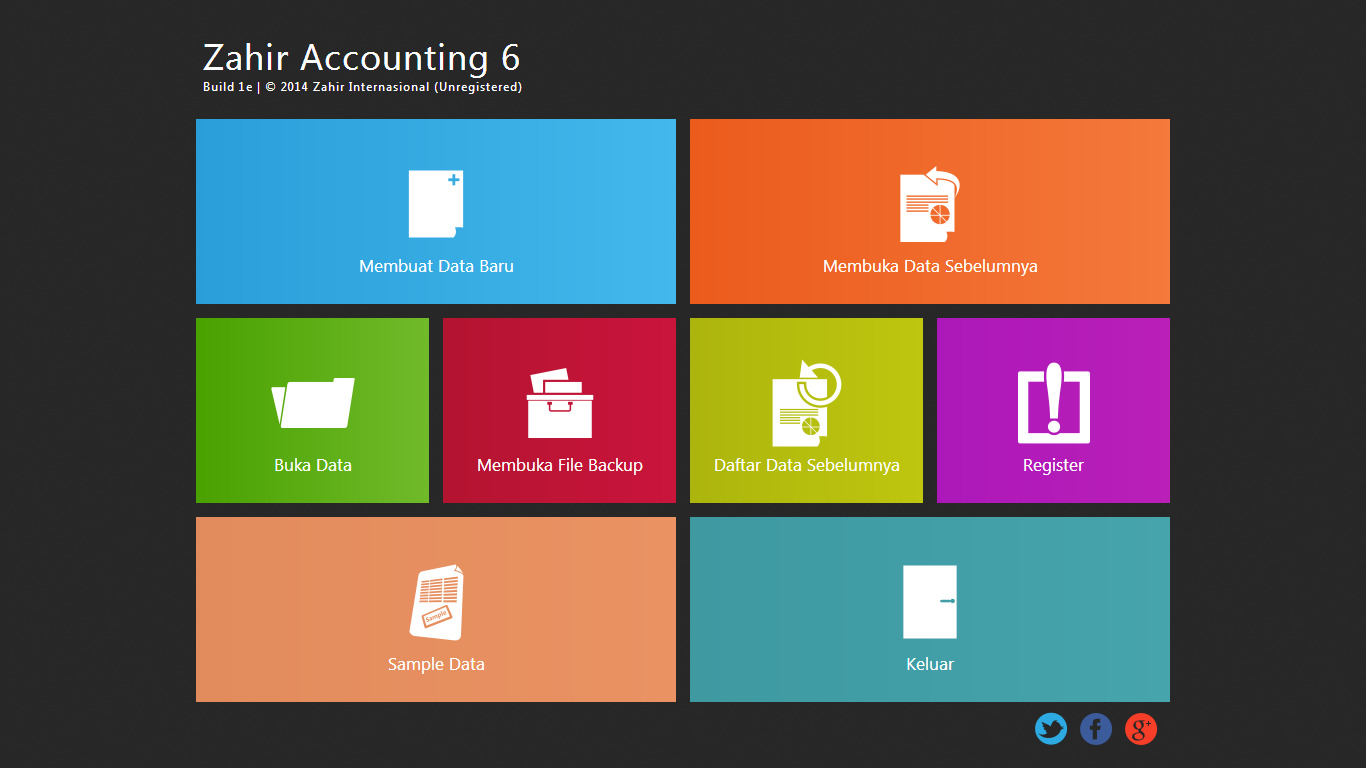 Zahir Accounting 6
Build 1e | © 2014 Zahir Internasional (Unregistered)
Membuat Data Baru
Membuka Data Sebelumnya
Buka Data
Membuka File Backup
Daftar Data Sebelumnya
Register
Sample
Sample Data
Keluar
g+